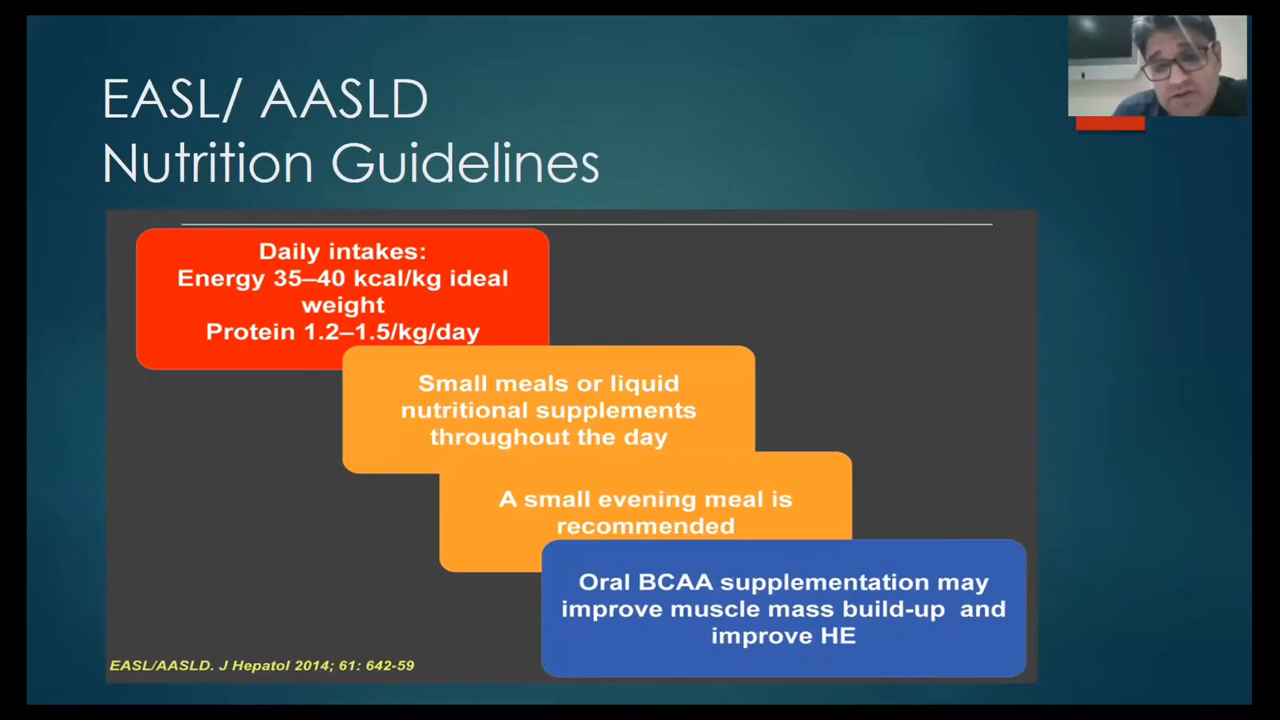 EASL/ AASLD
Nutrition Guidelines
Daily intakes:
Energy 35–40 kcal/kg ideal
weight
Protein 1.2–1.5/kg/day
Small meals or liquid
nutritional supplements
throughout the day
A small evening meal is
recommended
Oral BCAA supplementation may
improve muscle mass build-up and
improve HE
EASL/AASLD. J Hepatol 2014; 61: 642-59